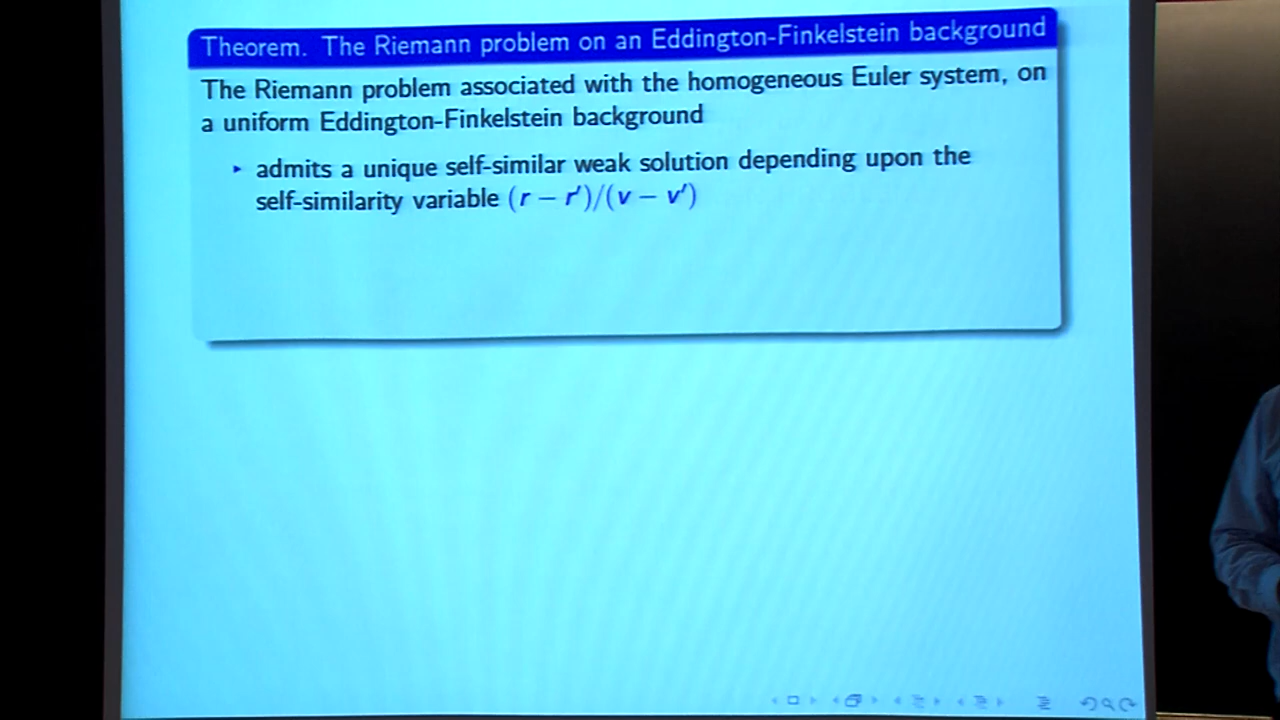 Theorem. The Riemann problem on an Eddington-Finkelstein background
The Riemann problem associated with the homogeneous Euler system, on
a uniform Eddington-Finkelstein background
admits a unique self-similar weak solution depending upon the
self-similarity variable (r − r′)/(v − v′)